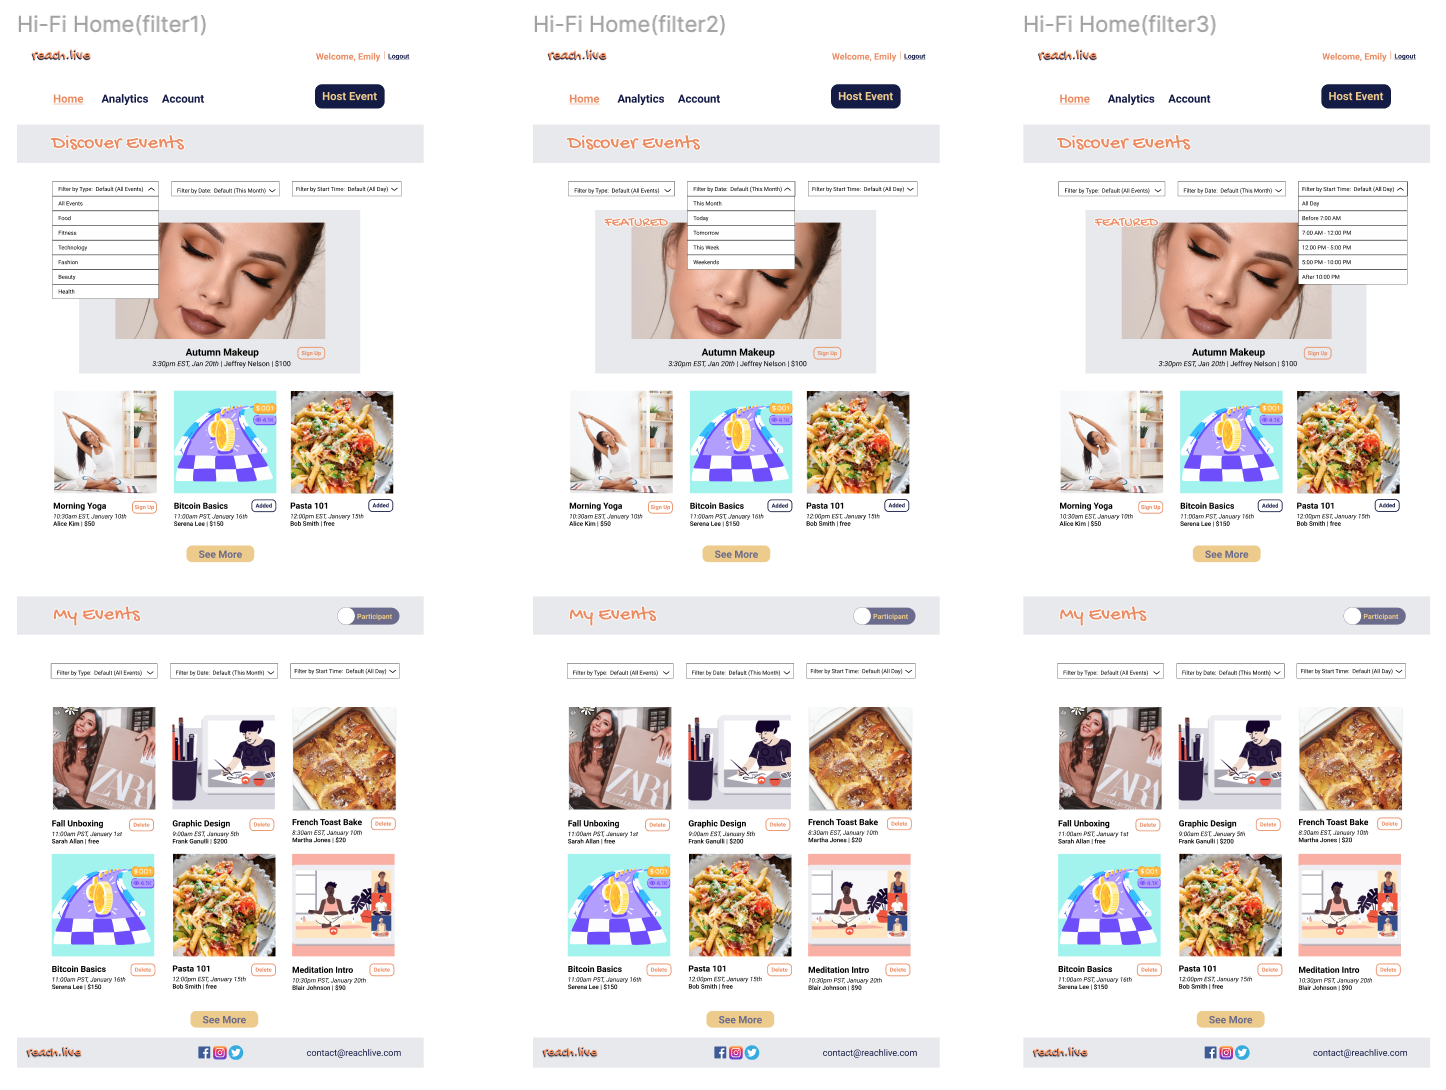 Hi-Fi Home(filter1)
reach.live
Welcome, Emily | Logout
Home Analytics Account Host Event
Discover Events
Filter by Type: Default (All Events) Filter by Date: Default (This Month) Filter by Start Time: Default (All Day)
All Events
Food
Fitness
Technology
Fashion
Beauty
Health
Autumn Makeup Sign Up
3:30pm EST, Jan 20th | Jeffrey Nelson | $100
$001
4.1K
Morning Yoga Sign Up
10:30am EST, January 10th
Alice Kim | $50
Bitcoin Basics Added
11:00am PST, January 16th
Serena Lee | $150
Pasta 101 Added
12:00pm EST, January 15th
Bob Smith | free
See More
My Events Participant
Filter by Type: Default (All Events) Filter by Date: Default (This Month) Filter by Start Time: Default (All Day)
ZARA
Fall Unboxing Delete
11:00am EST, January 1st
Sarah Allan | free
Graphic Design Delete
9:00am EST, January 5th
Frank Ganulli | $200
French Toast Bake Delete
8:30am EST, January 10th
Martha Jones | $20
$001
4.1K
Bitcoin Basics Delete
11:00am PST, January 16th
Serena Lee | $150
Pasta 101 Delete
12:00pm EST, January 15th
Bob Smith | free
Meditation Intro Delete
10:30pm PST, January 20th
Blair Johnson | $90
See More
reach.live contact@reachlive.com
Hi-Fi Home(filter2)
reach.live
Welcome, Emily | Logout
Home Analytics Account Host Event
Discover Events
Filter by Type: Default (All Events) Filter by Date: Default (This Month) Filter by Start Time: Default (All Day)
This Month
Today
Tomorrow
This Week
Weekends
FEATURED
Autumn Makeup Sign Up
3:30pm EST, Jan 20th | Jeffrey Nelson | $100
$001
4.1K
Morning Yoga Sign Up
10:30am EST, January 10th
Alice Kim | $50
Bitcoin Basics Added
11:00am PST, January 16th
Serena Lee | $150
Pasta 101 Added
12:00pm EST, January 15th
Bob Smith | free
See More
My Events Participant
Filter by Type: Default (All Events) Filter by Date: Default (This Month) Filter by Start Time: Default (All Day)
ZARA
Fall Unboxing Delete
11:00am EST, January 1st
Sarah Allan | free
Graphic Design Delete
9:00am EST, January 5th
Frank Ganulli | $200
French Toast Bake Delete
8:30am EST, January 10th
Martha Jones | $20
$001
4.1K
Bitcoin Basics Delete
11:00am PST, January 16th
Serena Lee | $150
Pasta 101 Delete
12:00pm EST, January 15th
Bob Smith | free
Meditation Intro Delete
10:30pm PST, January 20th
Blair Johnson | $90
See More
reach.live contact@reachlive.com
Hi-Fi Home(filter3)
reach.live
Welcome, Emily | Logout
Home Analytics Account Host Event
Discover Events
Filter by Type: Default (All Events) Filter by Date: Default (This Month) Filter by Start Time: Default (All Day)
All Day
Before 7:00 AM
7:00 AM - 12:00 PM
12:00 PM - 5:00 PM
5:00 PM - 10:00 PM
After 10:00 PM
FEATURED
Autumn Makeup Sign Up
3:30pm EST, Jan 20th | Jeffrey Nelson | $100
$001
4.1K
Morning Yoga Sign Up
10:30am EST, January 10th
Alice Kim | $50
Bitcoin Basics Added
11:00am PST, January 16th
Serena Lee | $150
Pasta 101 Added
12:00pm EST, January 15th
Bob Smith | free
See More
My Events Participant
Filter by Type: Default (All Events) Filter by Date: Default (This Month) Filter by Start Time: Default (All Day)
ZARA
Fall Unboxing Delete
11:00am EST, January 1st
Sarah Allan | free
Graphic Design Delete
9:00am EST, January 5th
Frank Ganulli | $200
French Toast Bake Delete
8:30am EST, January 10th
Martha Jones | $20
$001
4.1K
Bitcoin Basics Delete
11:00am PST, January 16th
Serena Lee | $150
Pasta 101 Delete
12:00pm EST, January 15th
Bob Smith | free
Meditation Intro Delete
10:30pm PST, January 20th
Blair Johnson | $90
See More
reach.live contact@reachlive.com